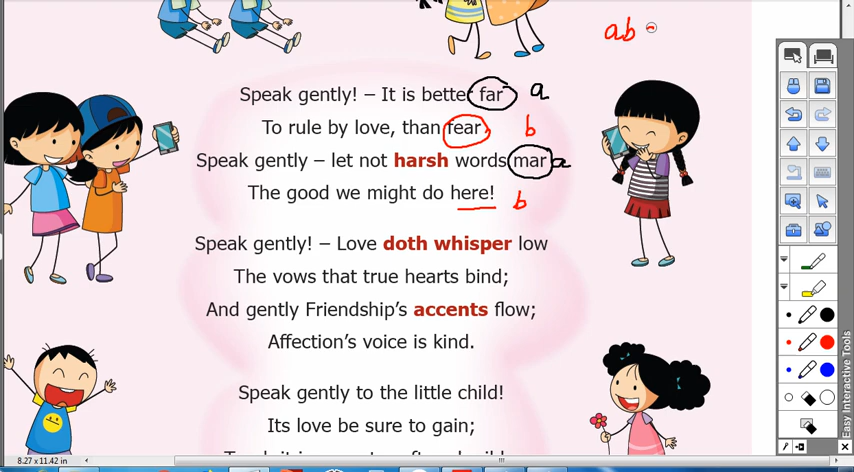 ab -
Speak gently! – It is better far a
To rule by love, than fear, b
Speak gently – let not harsh words mar a
The good we might do here! b
Speak gently! – Love doth whisper low
The vows that true hearts bind;
And gently Friendship's accents flow;
Affection's voice is kind.
Speak gently to the little child!
Its love be sure to gain;
Easy Interactive Tools
8.27 x 11.42 in